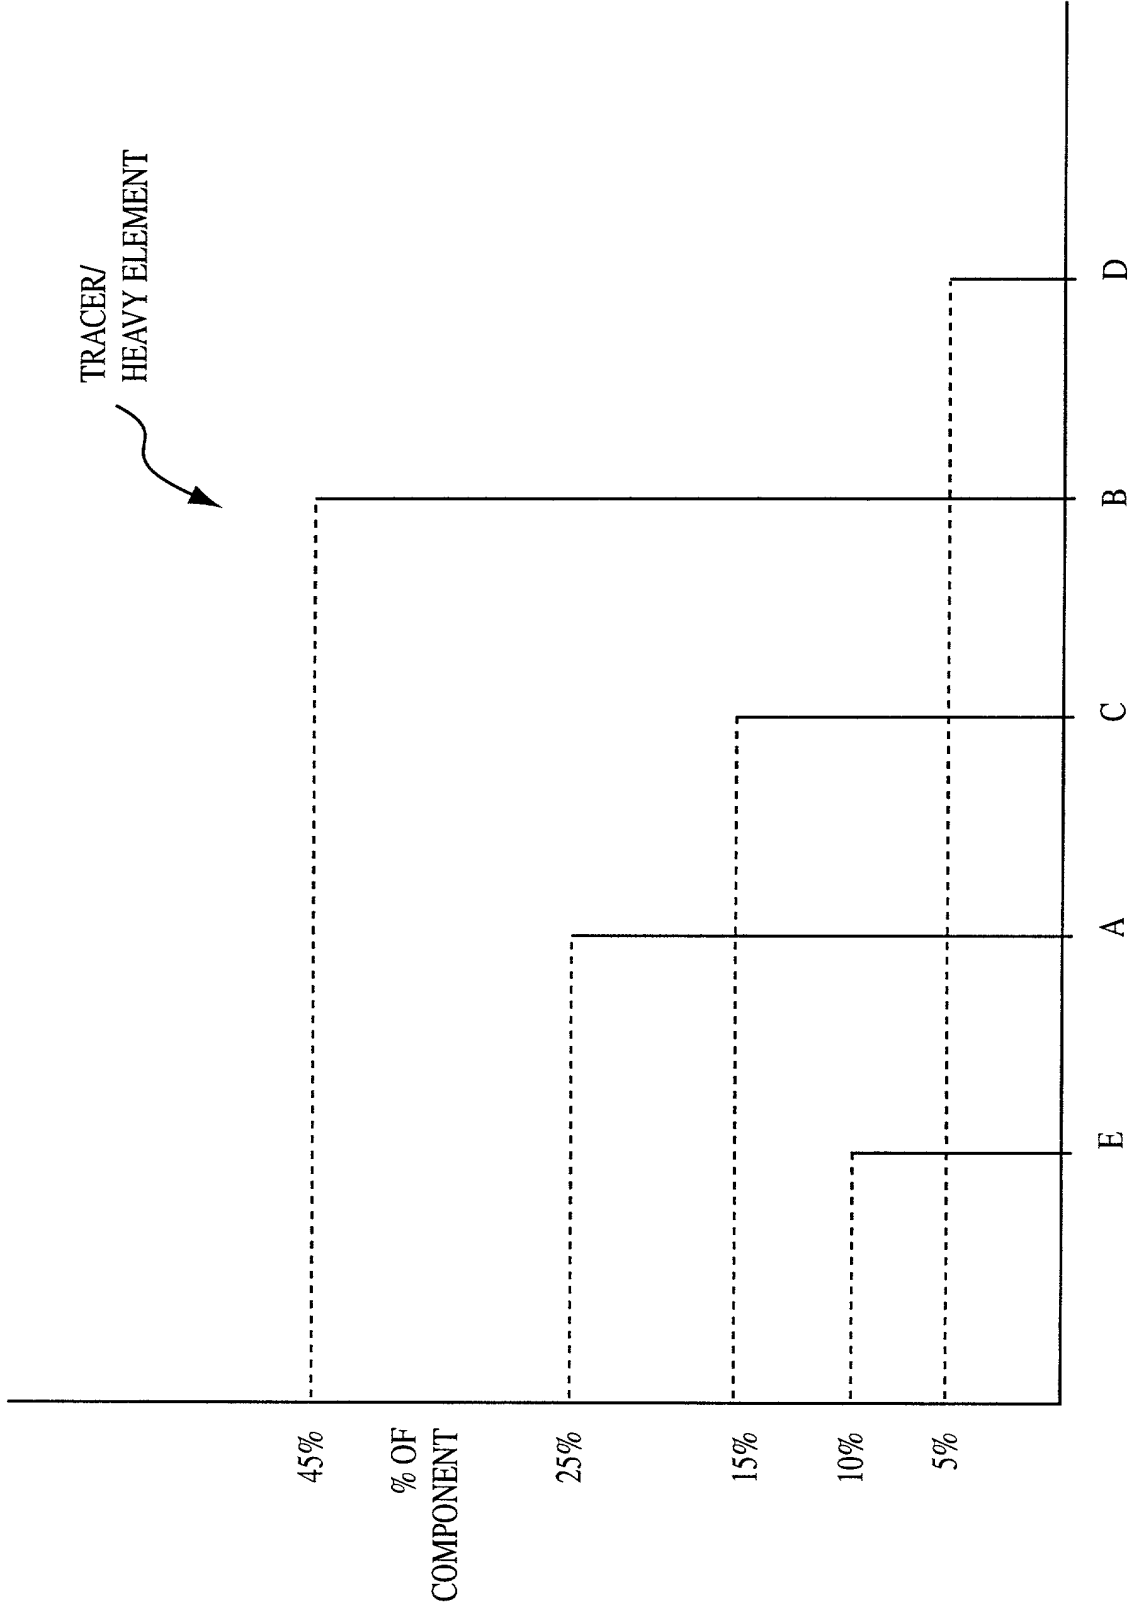 TRACER/
HEAVY ELEMENT
45%
% OF
COMPONENT
25%
15%
10%
5%
E
A
C
B
D